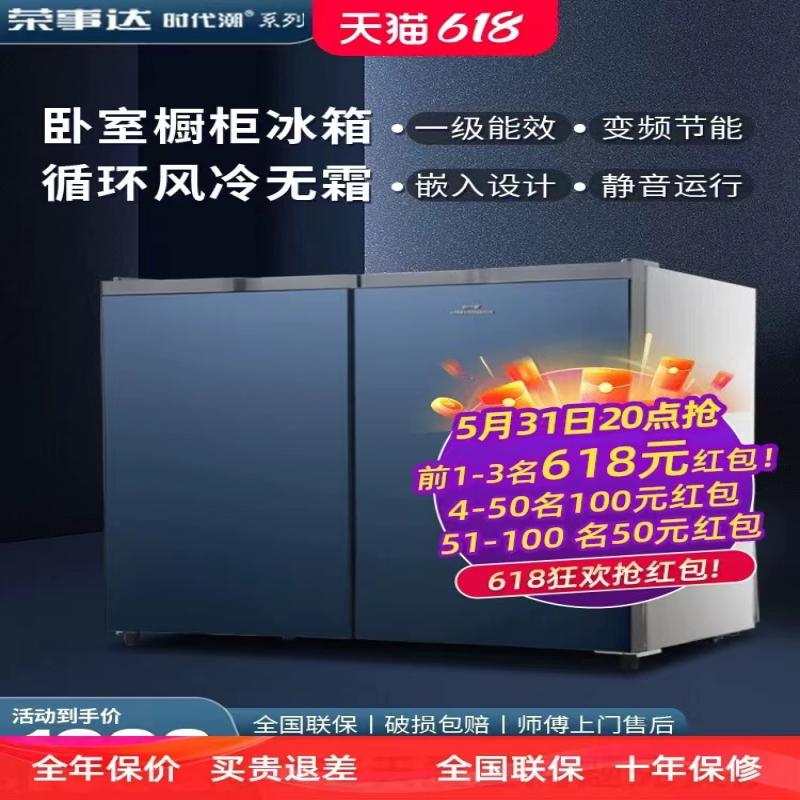 荣事达 时代潮®系列
天猫618
卧室橱柜冰箱 ·一级能效 ·变频节能
循环风冷无霜 ·嵌入设计 ·静音运行
5月31日20点抢
前1-3名618元红包!
4-50名100元红包
51-100 名50元红包
618狂欢抢红包!
活动到手价
全国联保|破损包赔|师傅上门售后
全年保价 买贵退差 全国联保 十年保修